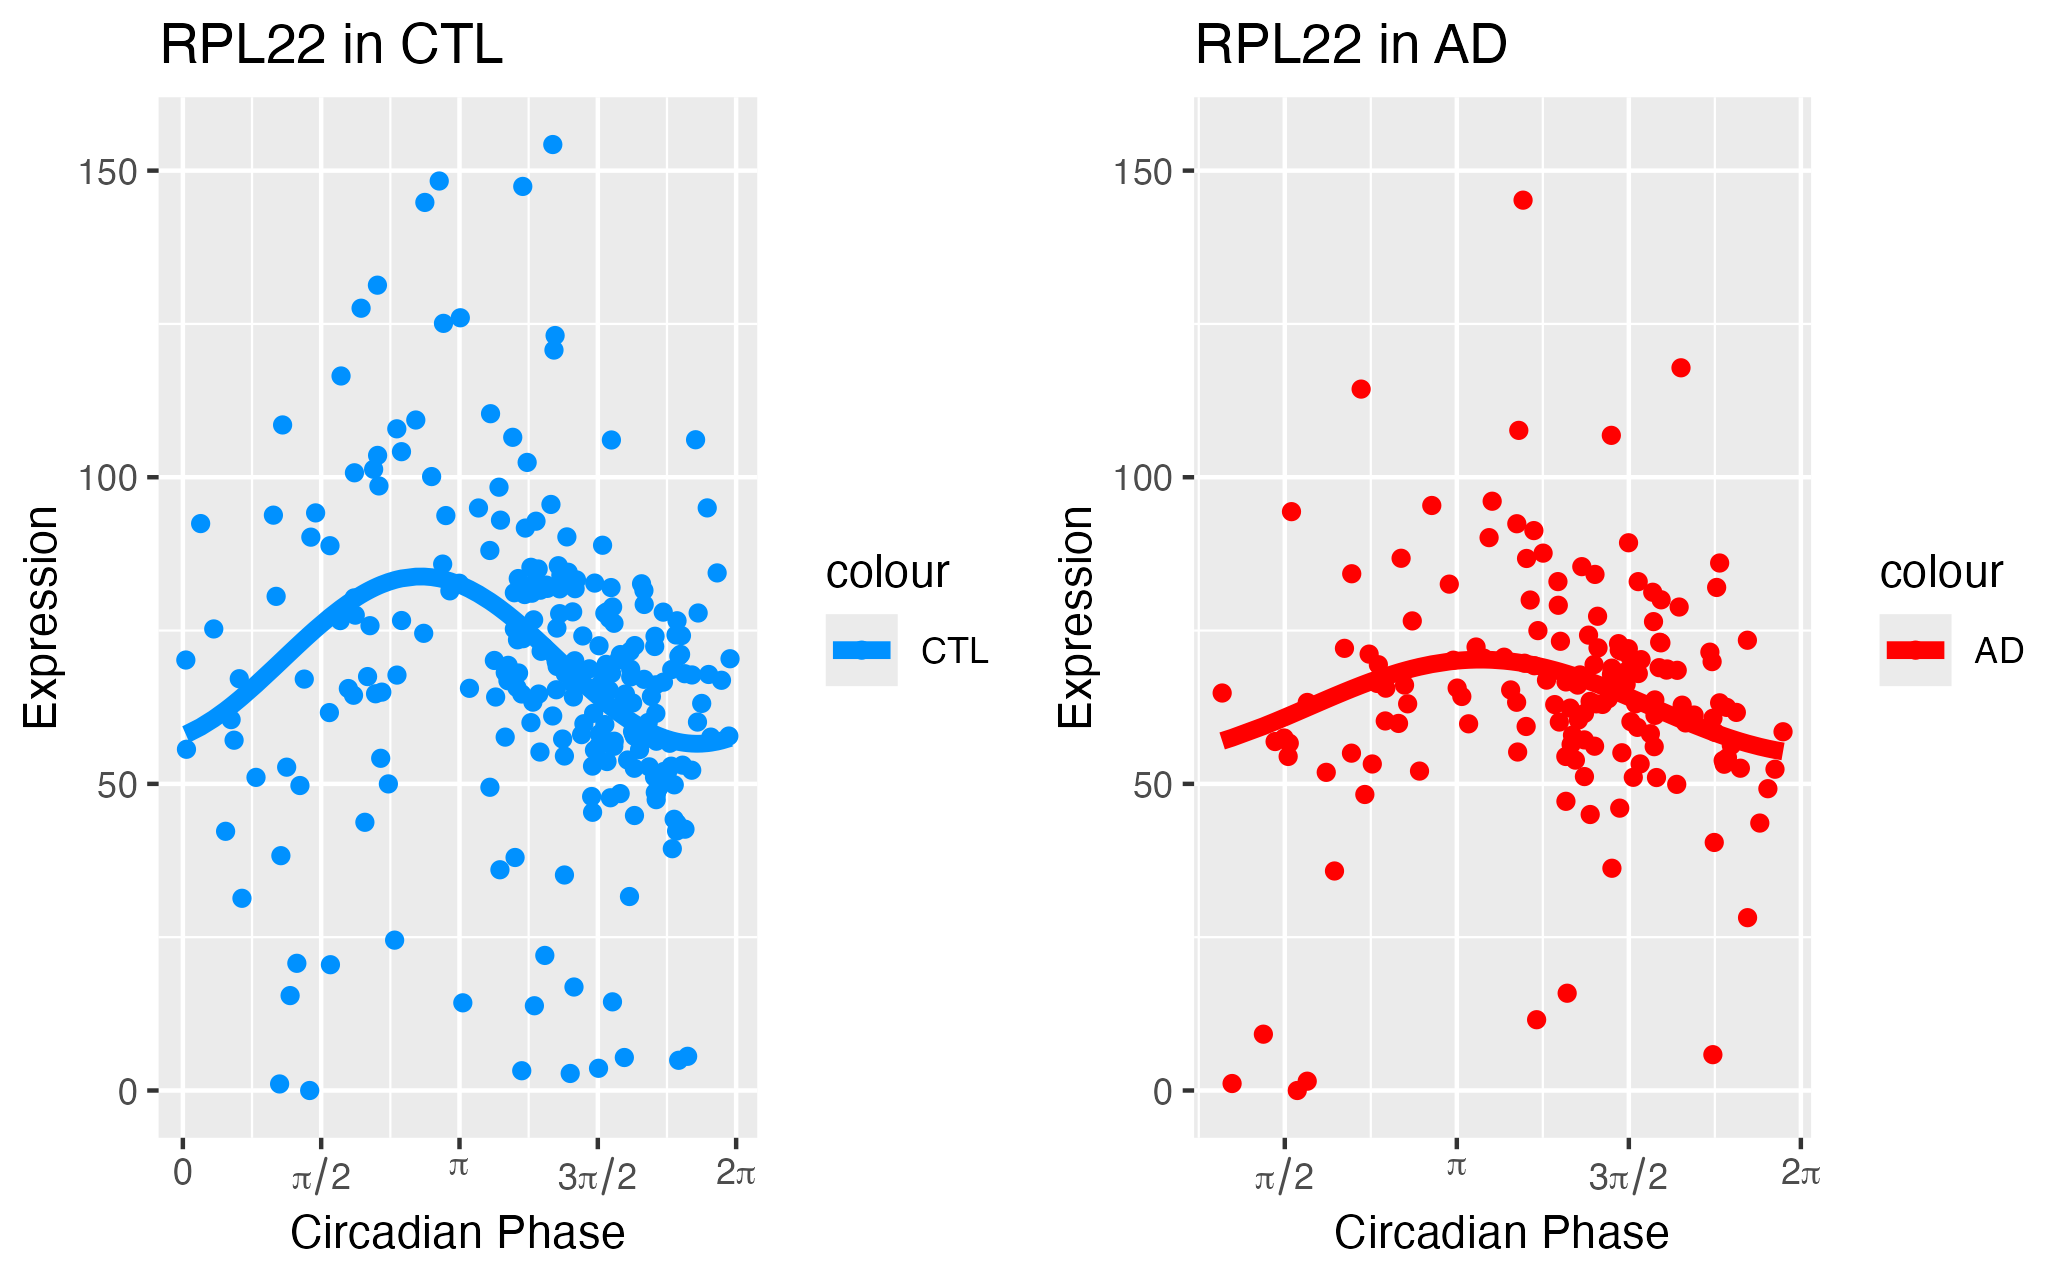 RPL22 in CTL
150
100
50
0
Expression
0 π/2 π 3π/2 2π
Circadian Phase
colour
CTL
RPL22 in AD
150
100
50
0
Expression
π/2 π 3π/2 2π
Circadian Phase
colour
AD